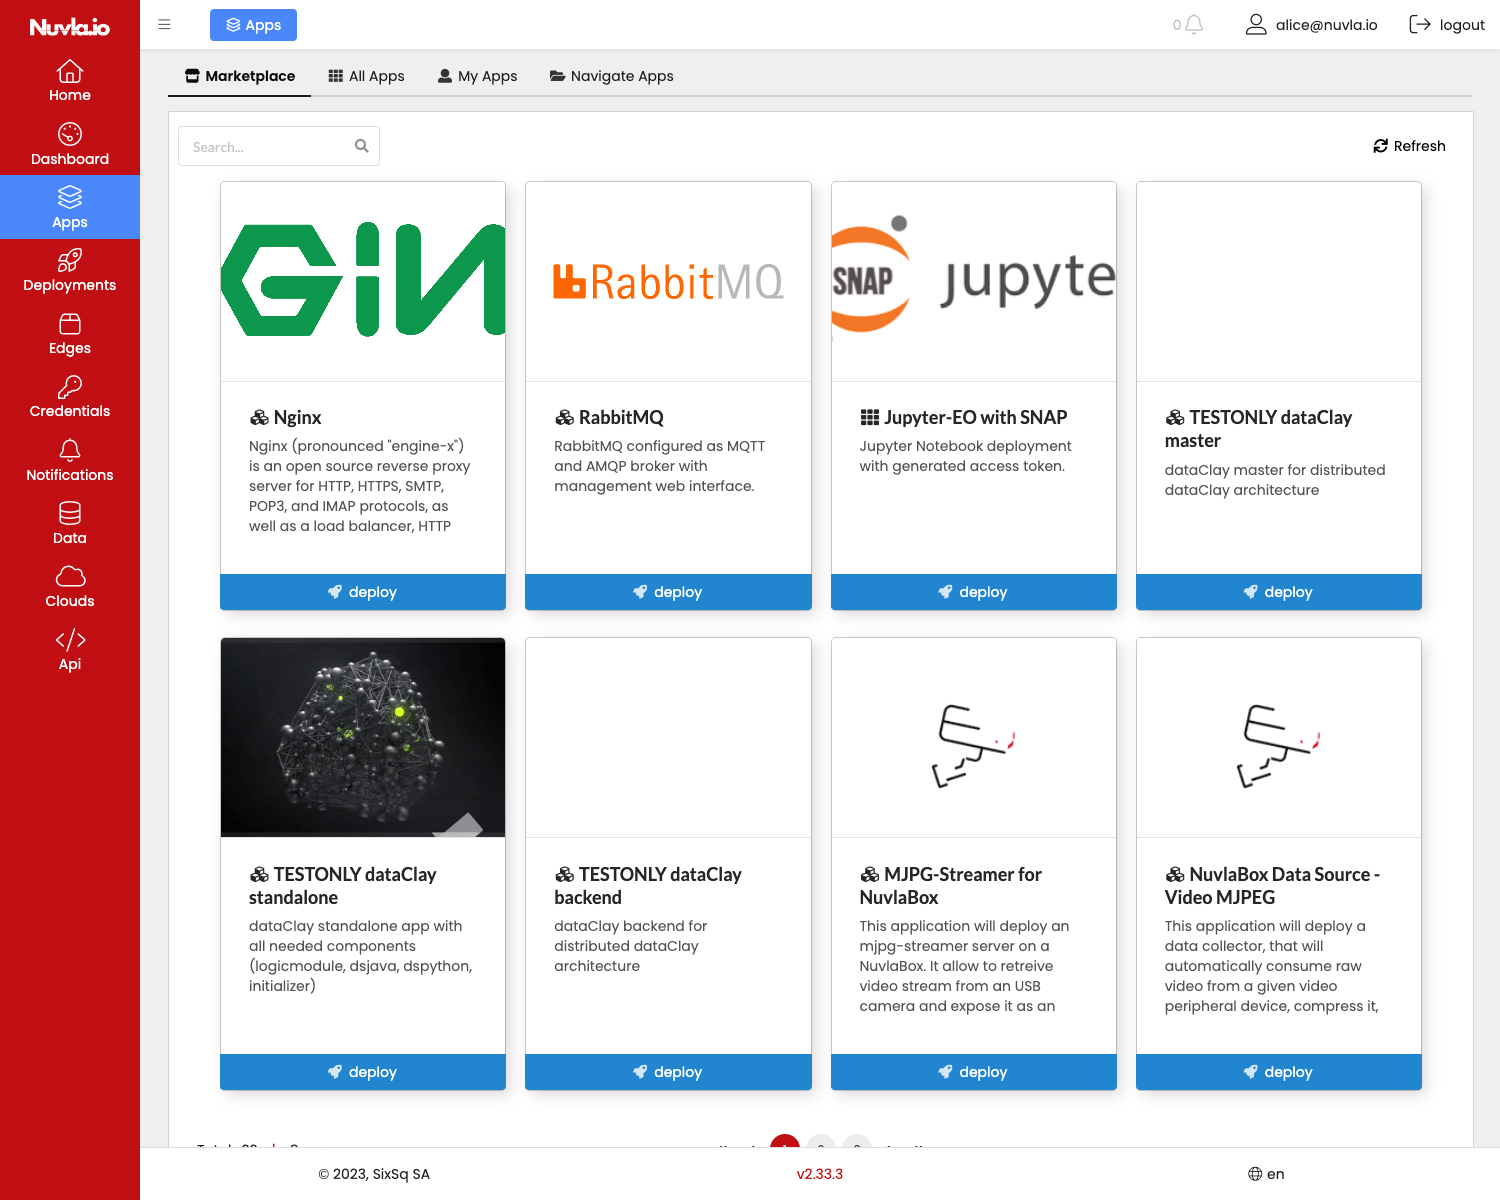 Nuvla.io
Apps
0
alice@nuvla.io
logout
Home
Dashboard
Apps
Deployments
Edges
Credentials
Notifications
Data
Clouds
Api
Marketplace
All Apps
My Apps
Navigate Apps
Search...
Refresh
GiN
RabbitMQ
SNAP
jupyte
Nginx
Nginx (pronounced "engine-x")
is an open source reverse proxy
server for HTTP, HTTPS, SMTP,
POP3, and IMAP protocols, as
well as a load balancer, HTTP
deploy
RabbitMQ
RabbitMQ configured as MQTT
and AMQP broker with
management web interface.
deploy
Jupyter-EO with SNAP
Jupyter Notebook deployment
with generated access token.
deploy
TESTONLY dataClay
master
dataClay master for distributed
dataClay architecture
deploy
TESTONLY dataClay
standalone
dataClay standalone app with
all needed components
(logicmodule, dsjava, dspython,
initializer)
deploy
TESTONLY dataClay
backend
dataClay backend for
distributed dataClay
architecture
deploy
MJPG-Streamer for
NuvlaBox
This application will deploy an
mjpg-streamer server on a
NuvlaBox. It allow to retreive
video stream from an USB
camera and expose it as an
deploy
NuvlaBox Data Source -
Video MJPEG
This application will deploy a
data collector, that will
automatically consume raw
video from a given video
peripheral device, compress it,
deploy
© 2023, SixSq SA
v2.33.3
en